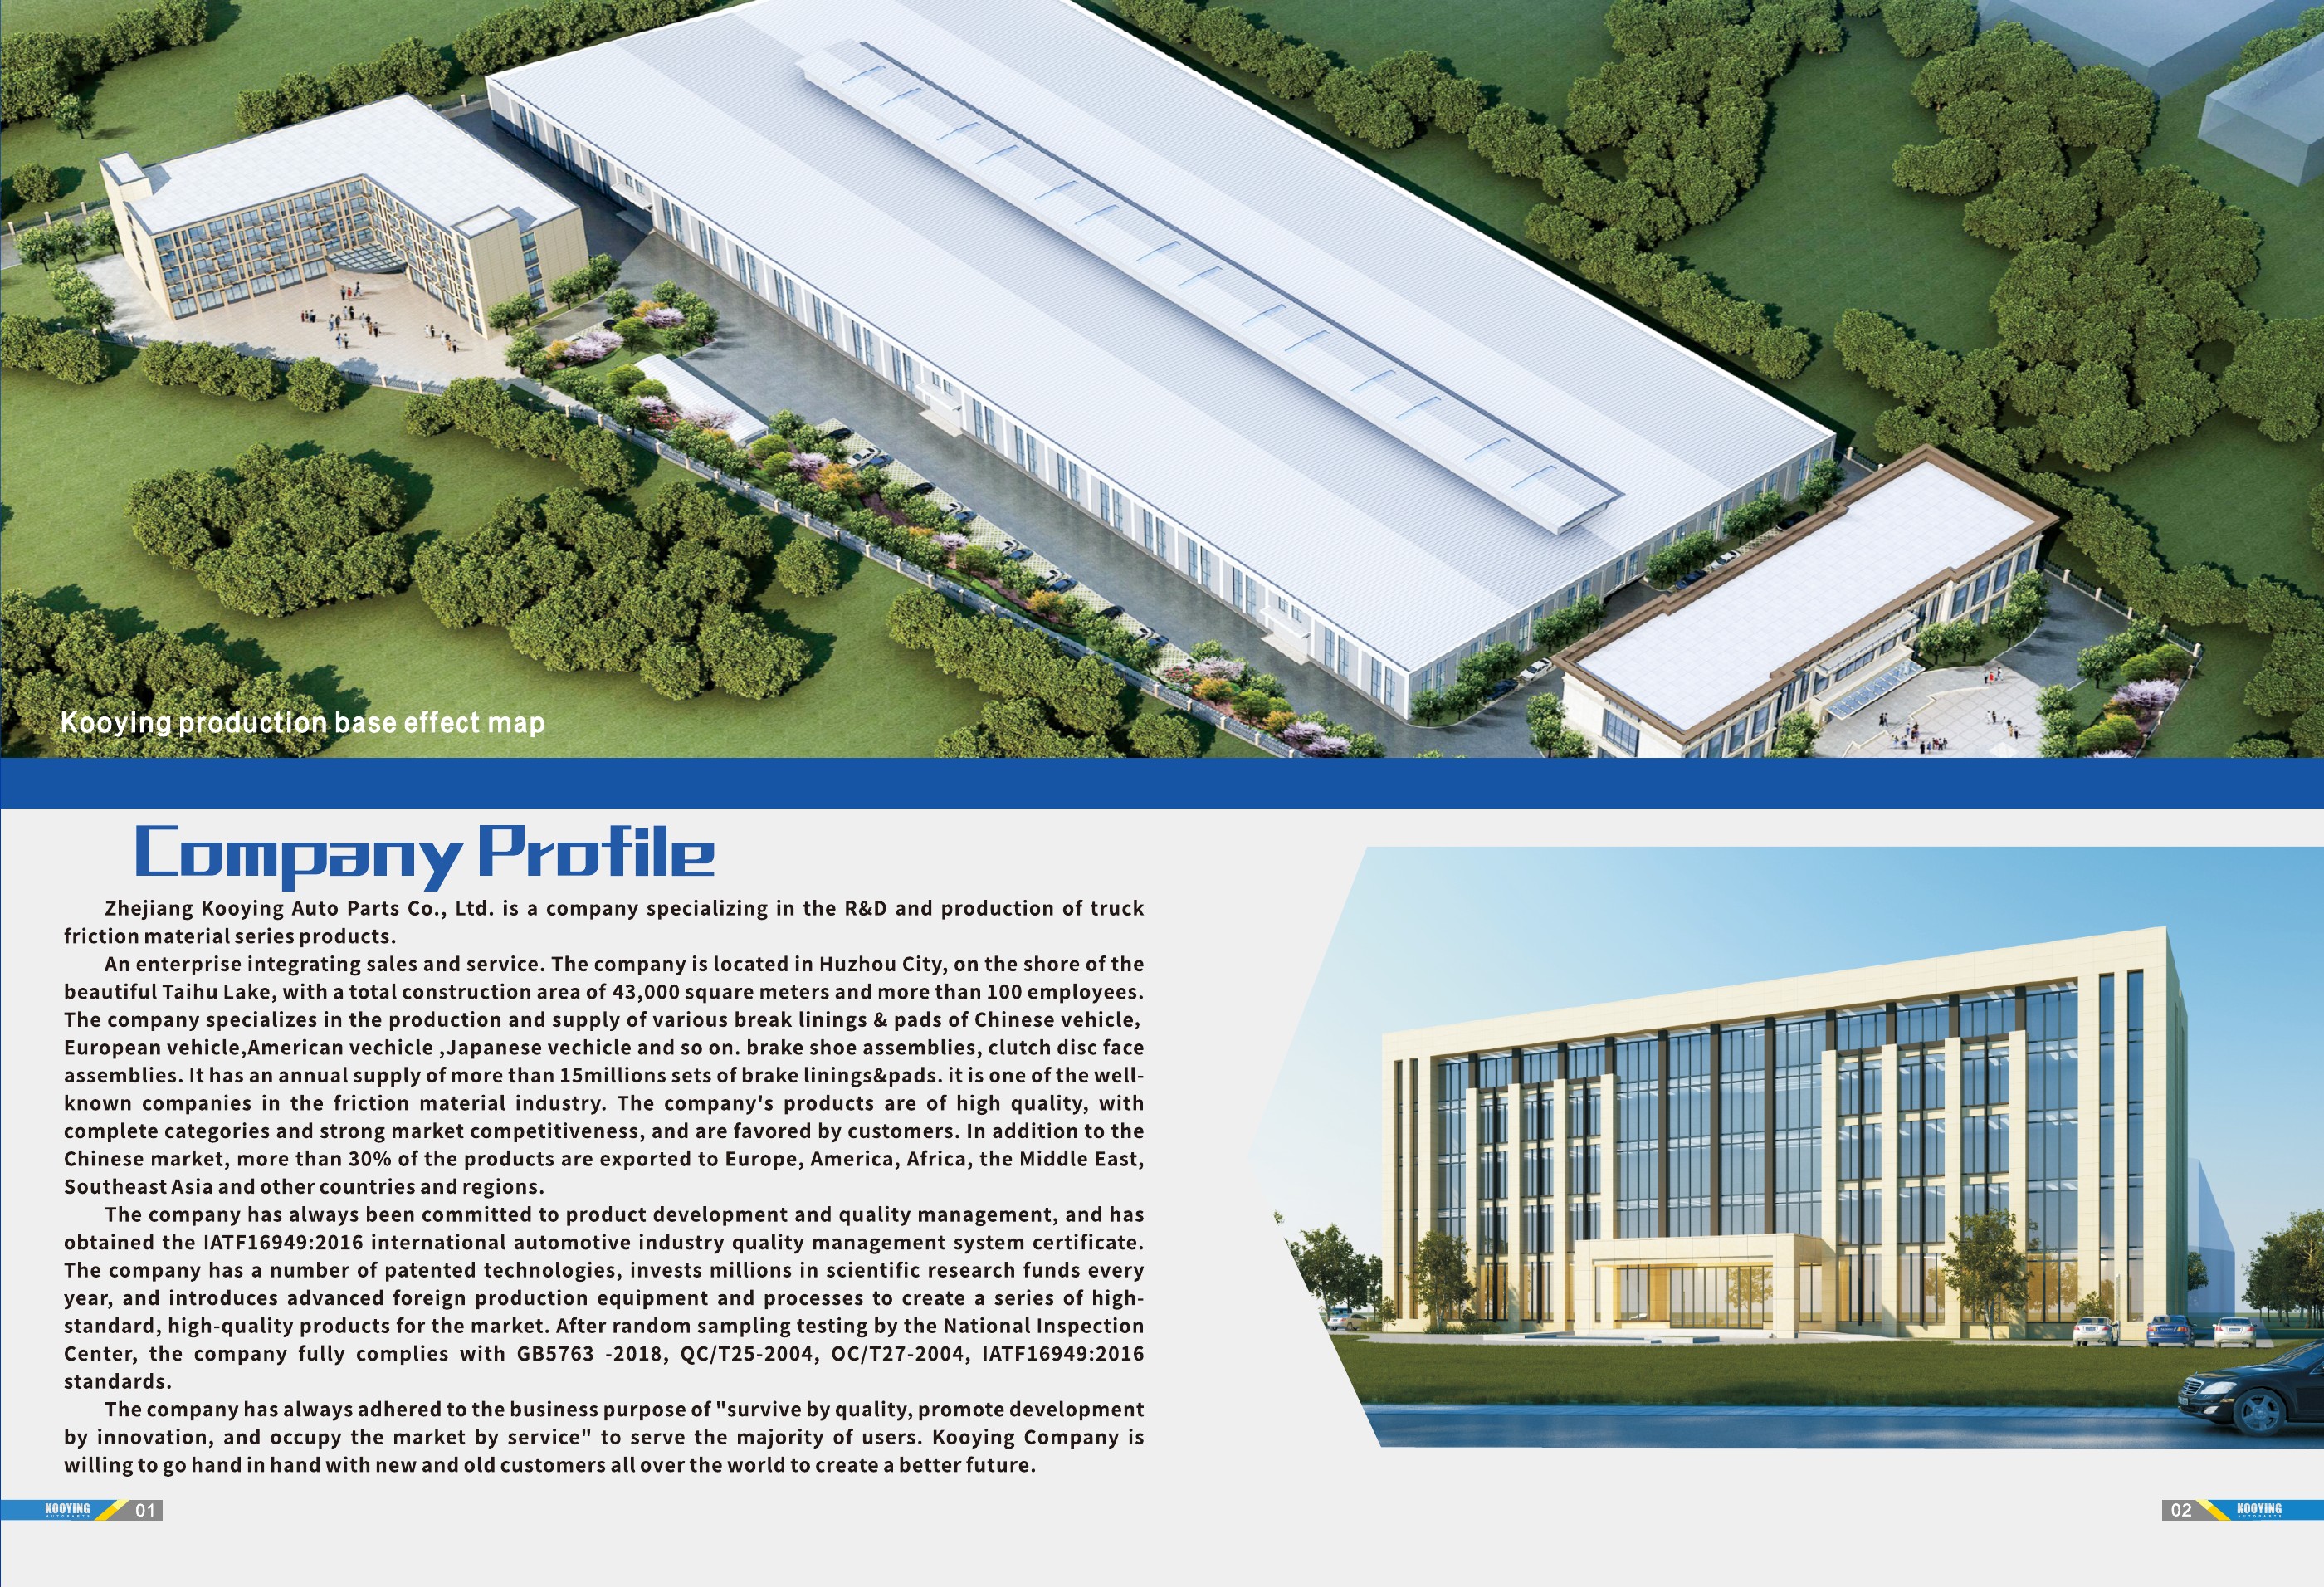 Kooying production base effect map
Company Profile
Zhejiang Kooying Auto Parts Co., Ltd. is a company specializing in the R&D and production of truck
friction material series products.
An enterprise integrating sales and service. The company is located in Huzhou City, on the shore of the
beautiful Taihu Lake, with a total construction area of 43,000 square meters and more than 100 employees.
The company specializes in the production and supply of various break linings & pads of Chinese vehicle,
European vehicle,American vechicle ,Japanese vechicle and so on. brake shoe assemblies, clutch disc face
assemblies. It has an annual supply of more than 15millions sets of brake linings&pads. it is one of the well-
known companies in the friction material industry. The company's products are of high quality, with
complete categories and strong market competitiveness, and are favored by customers. In addition to the
Chinese market, more than 30% of the products are exported to Europe, America, Africa, the Middle East,
Southeast Asia and other countries and regions.
The company has always been committed to product development and quality management, and has
obtained the IATF16949:2016 international automotive industry quality management system certificate.
The company has a number of patented technologies, invests millions in scientific research funds every
year, and introduces advanced foreign production equipment and processes to create a series of high-
standard, high-quality products for the market. After random sampling testing by the National Inspection
Center, the company fully complies with GB5763 -2018, QC/T25-2004, OC/T27-2004, IATF16949:2016
standards.
The company has always adhered to the business purpose of "survive by quality, promote development
by innovation, and occupy the market by service" to serve the majority of users. Kooying Company is
willing to go hand in hand with new and old customers all over the world to create a better future.
KOOYING
AUTOPARTS
01
02
KOOYING
AUTOPARTS